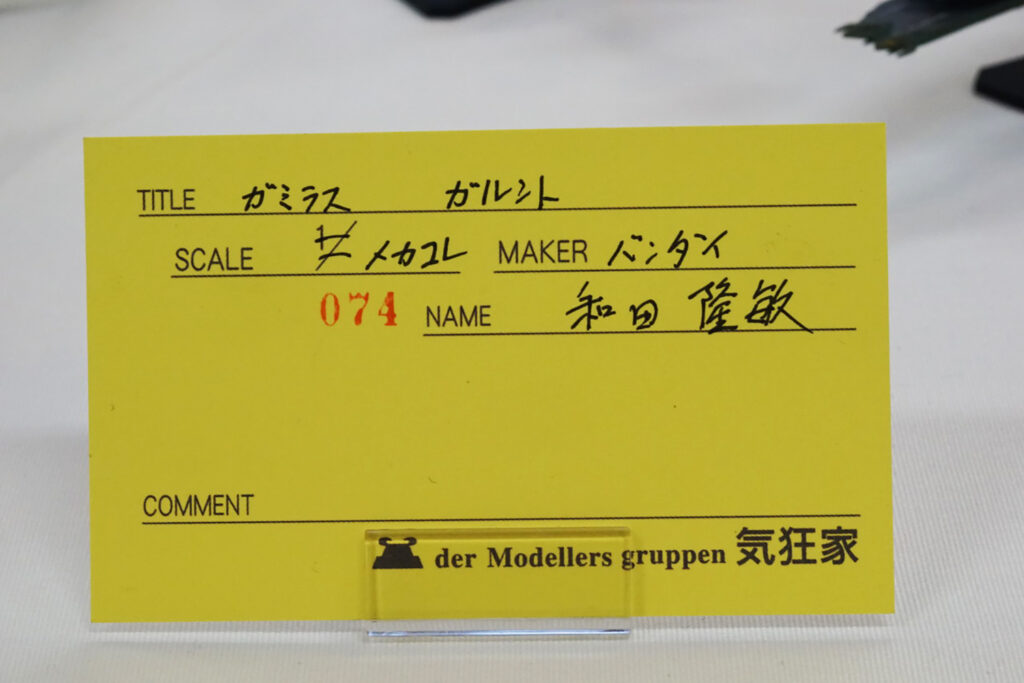 TITLE ガミラス ガルント
SCALE 1/ メカコレ MAKER バンダイ
074 NAME 和田 隆敏
COMMENT
der Modellers gruppen 気狂家